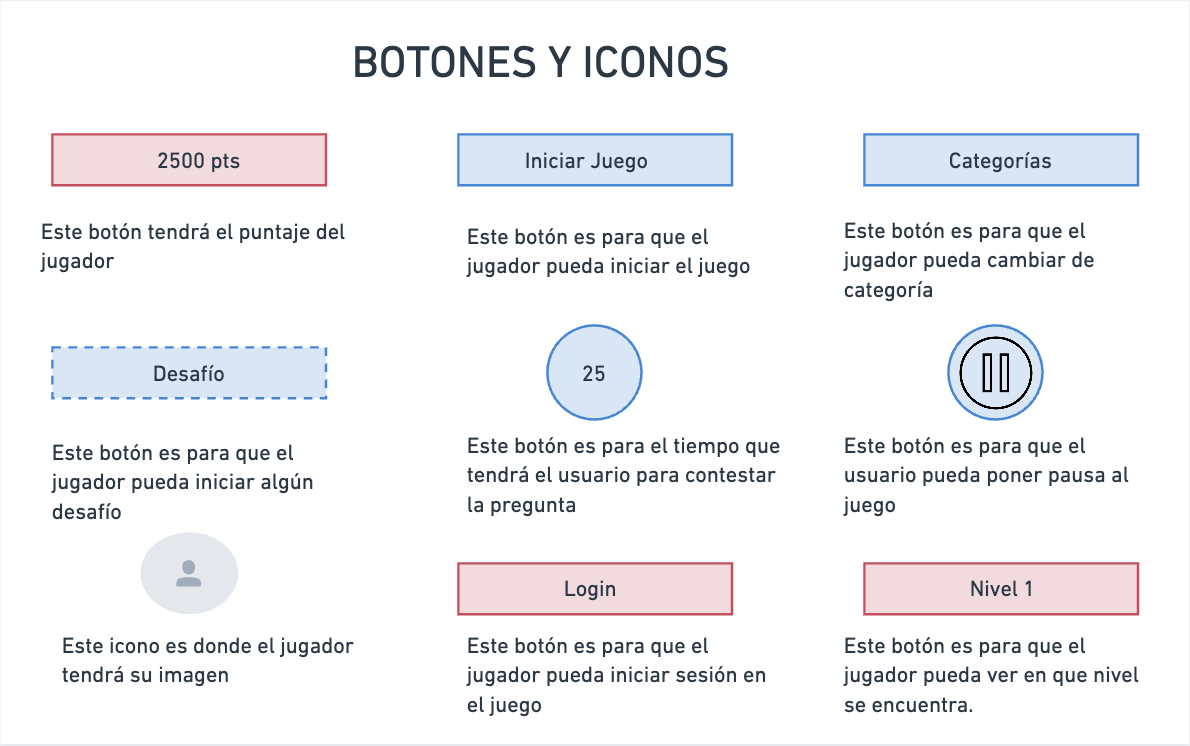 BOTONES Y ICONOS
2500 pts
Este botón tendrá el puntaje del
jugador
Iniciar Juego
Este botón es para que el
jugador pueda iniciar el juego
Categorías
Este botón es para que el
jugador pueda cambiar de
categoría
Desafío
Este botón es para que el
jugador pueda iniciar algún
desafío
25
Este botón es para el tiempo que
tendrá el usuario para contestar
la pregunta
Este botón es para que el
usuario pueda poner pausa al
juego
Este icono es donde el jugador
tendrá su imagen
Login
Este botón es para que el
jugador pueda iniciar sesión en
el juego
Nivel 1
Este botón es para que el
jugador pueda ver en que nivel
se encuentra.